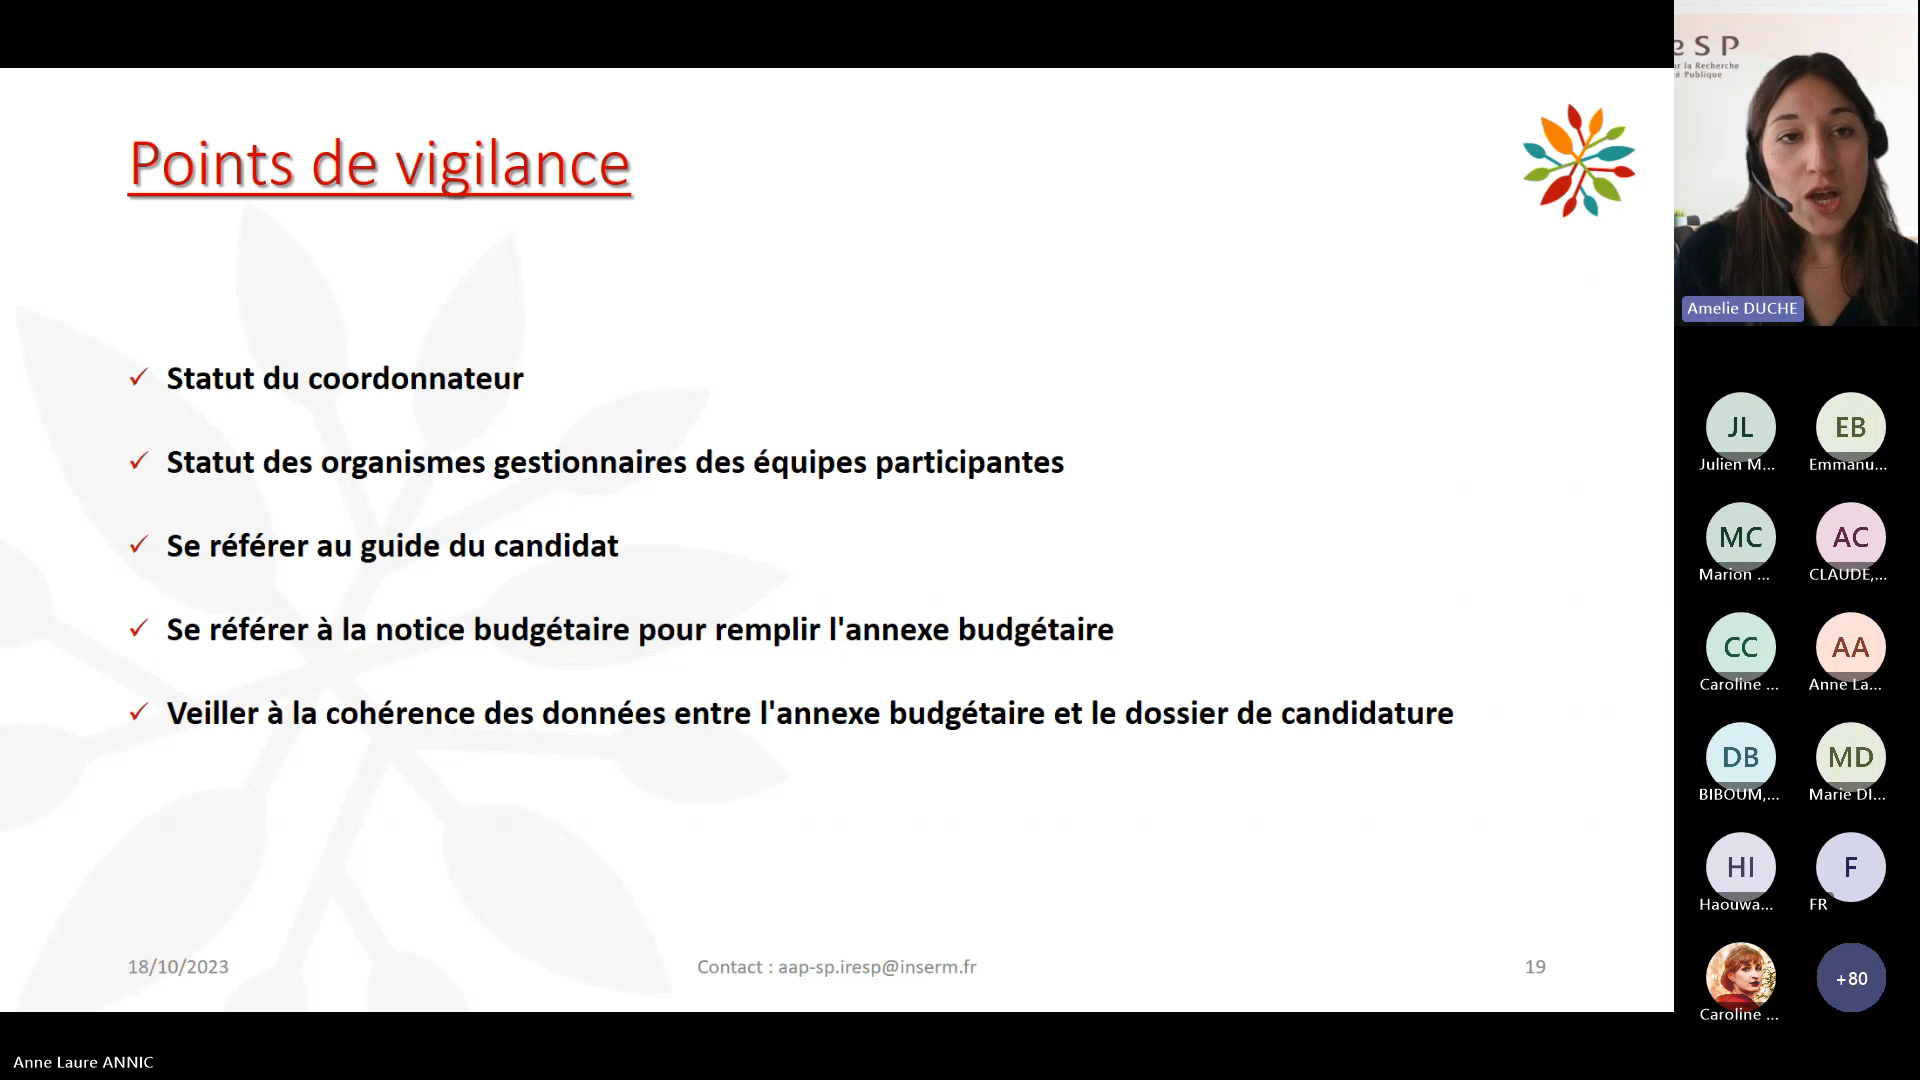 Points de vigilance
✓ Statut du coordonnateur
✓ Statut des organismes gestionnaires des équipes participantes
✓ Se référer au guide du candidat
✓ Se référer à la notice budgétaire pour remplir l'annexe budgétaire
✓ Veiller à la cohérence des données entre l'annexe budgétaire et le dossier de candidature
18/10/2023
Contact : aap-sp.iresp@inserm.fr
19
Anne Laure ANNIC
e S P
ur la Recherche
é Publique
Amelie DUCHE
JL
Julien M...
EB
Emmanu...
MC
Marion ...
AC
CLAUDE,...
CC
Caroline ...
AA
Anne La...
DB
BIBOUM,...
MD
Marie DI...
HI
Haouwa...
F
FR
Caroline ...
+80